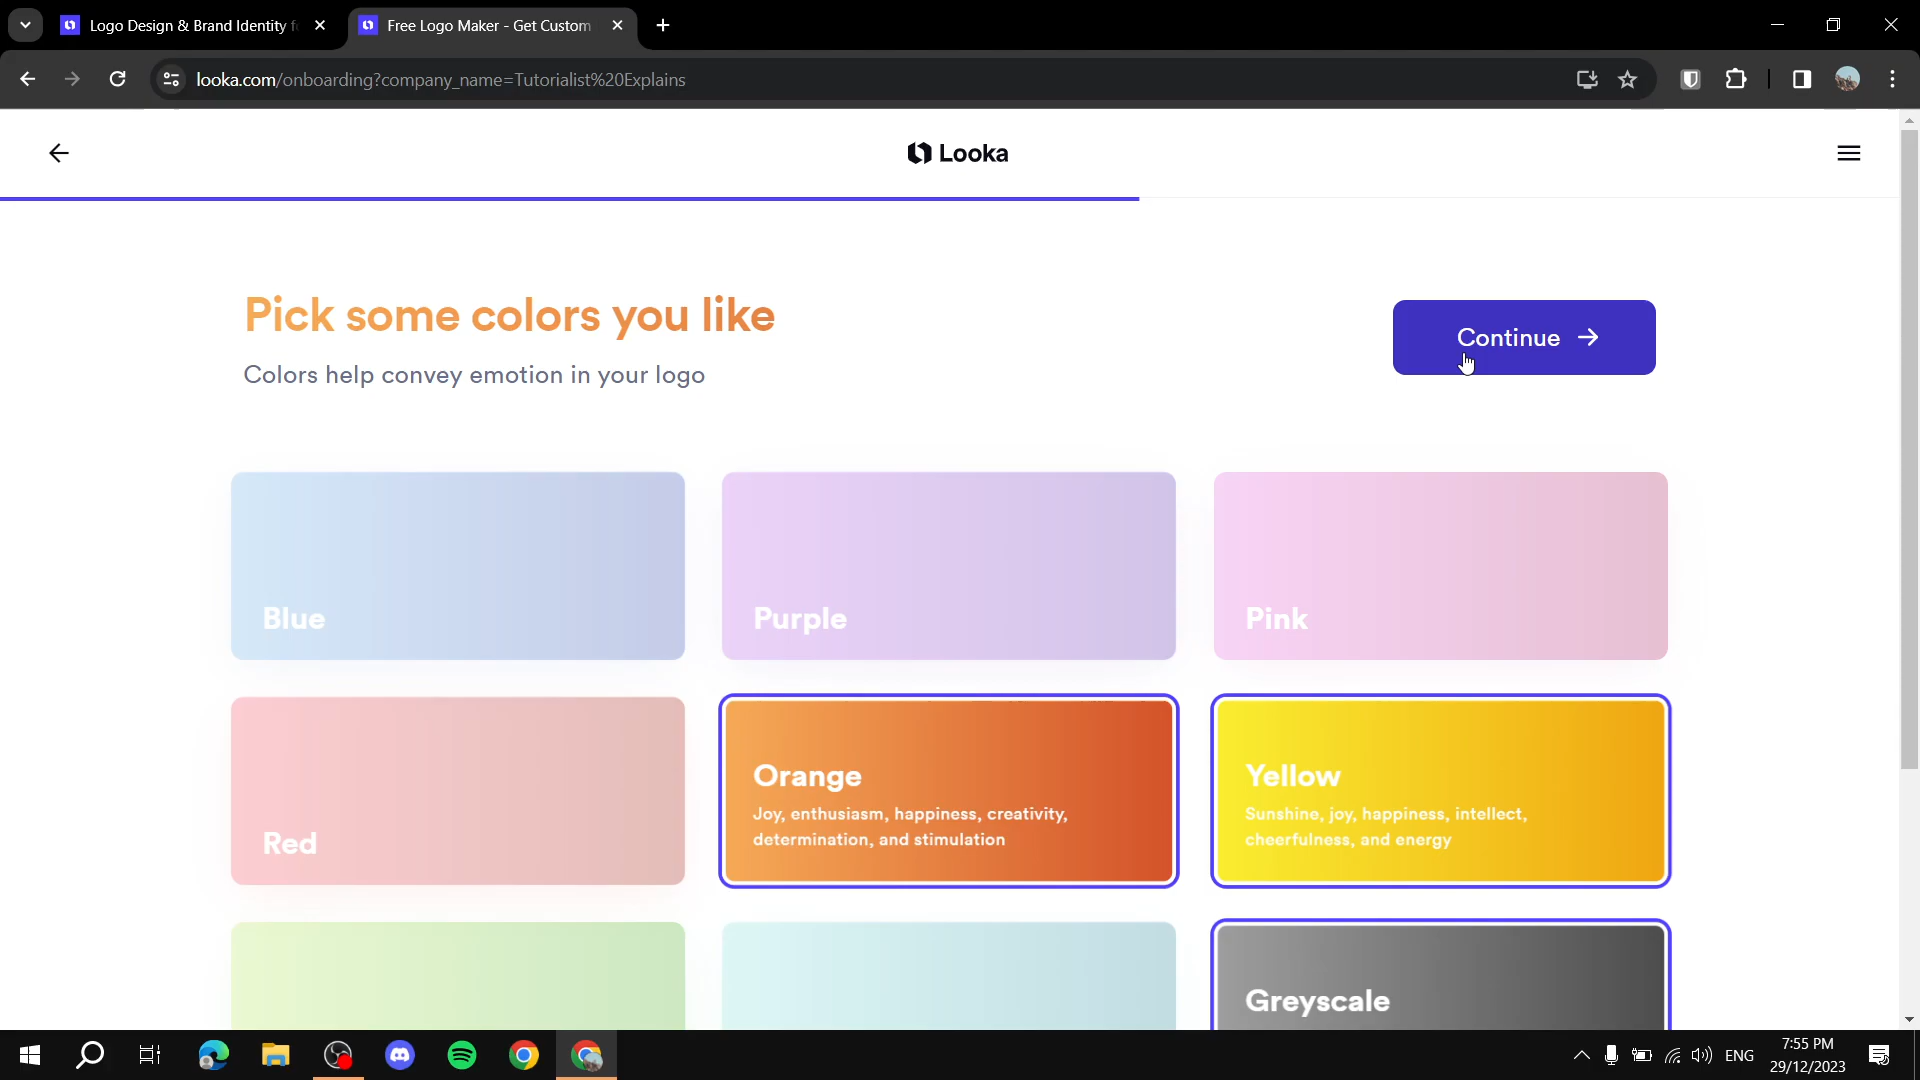 Logo Design & Brand Identity f
Free Logo Maker - Get Custom
looka.com/onboarding?company_name=Tutorialist%20Explains
Looka
Pick some colors you like
Continue
Colors help convey emotion in your logo
Blue
Purple
Pink
Red
Orange
Joy, enthusiasm, happiness, creativity,
determination, and stimulation
Yellow
Sunshine, joy, happiness, intellect,
cheerfulness, and energy
Greyscale
ENG
7:55 PM
29/12/2023